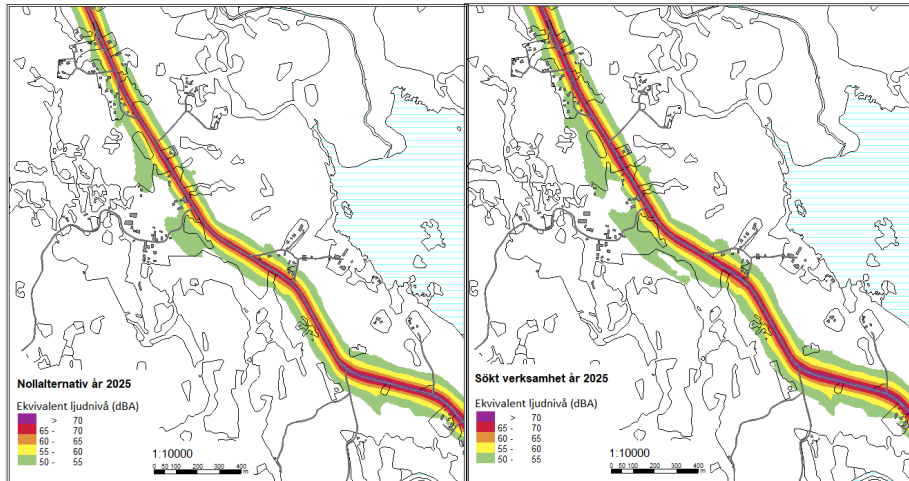 Nollalternativ år 2025
Ekvivalent ljudnivå (dBA)
> 70
65 - 70
60 - 65
55 - 60
50 - 55
1:10000
0 50 100 200 300 400
m
Sökt verksamhet år 2025
Ekvivalent ljudnivå (dBA)
> 70
65 - 70
60 - 65
55 - 60
50 - 55
1:10000
0 50 100 200 300 400
m